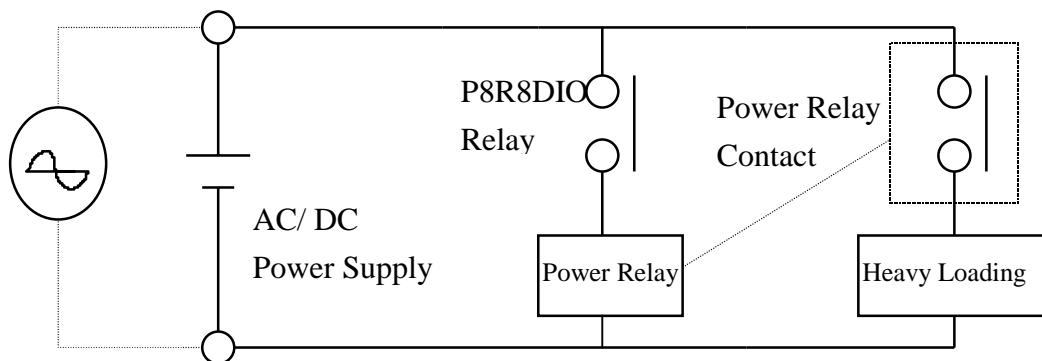 P8R8DIO
Relay
Power Relay
Contact
AC/ DC
Power Supply
Power Relay
Heavy Loading